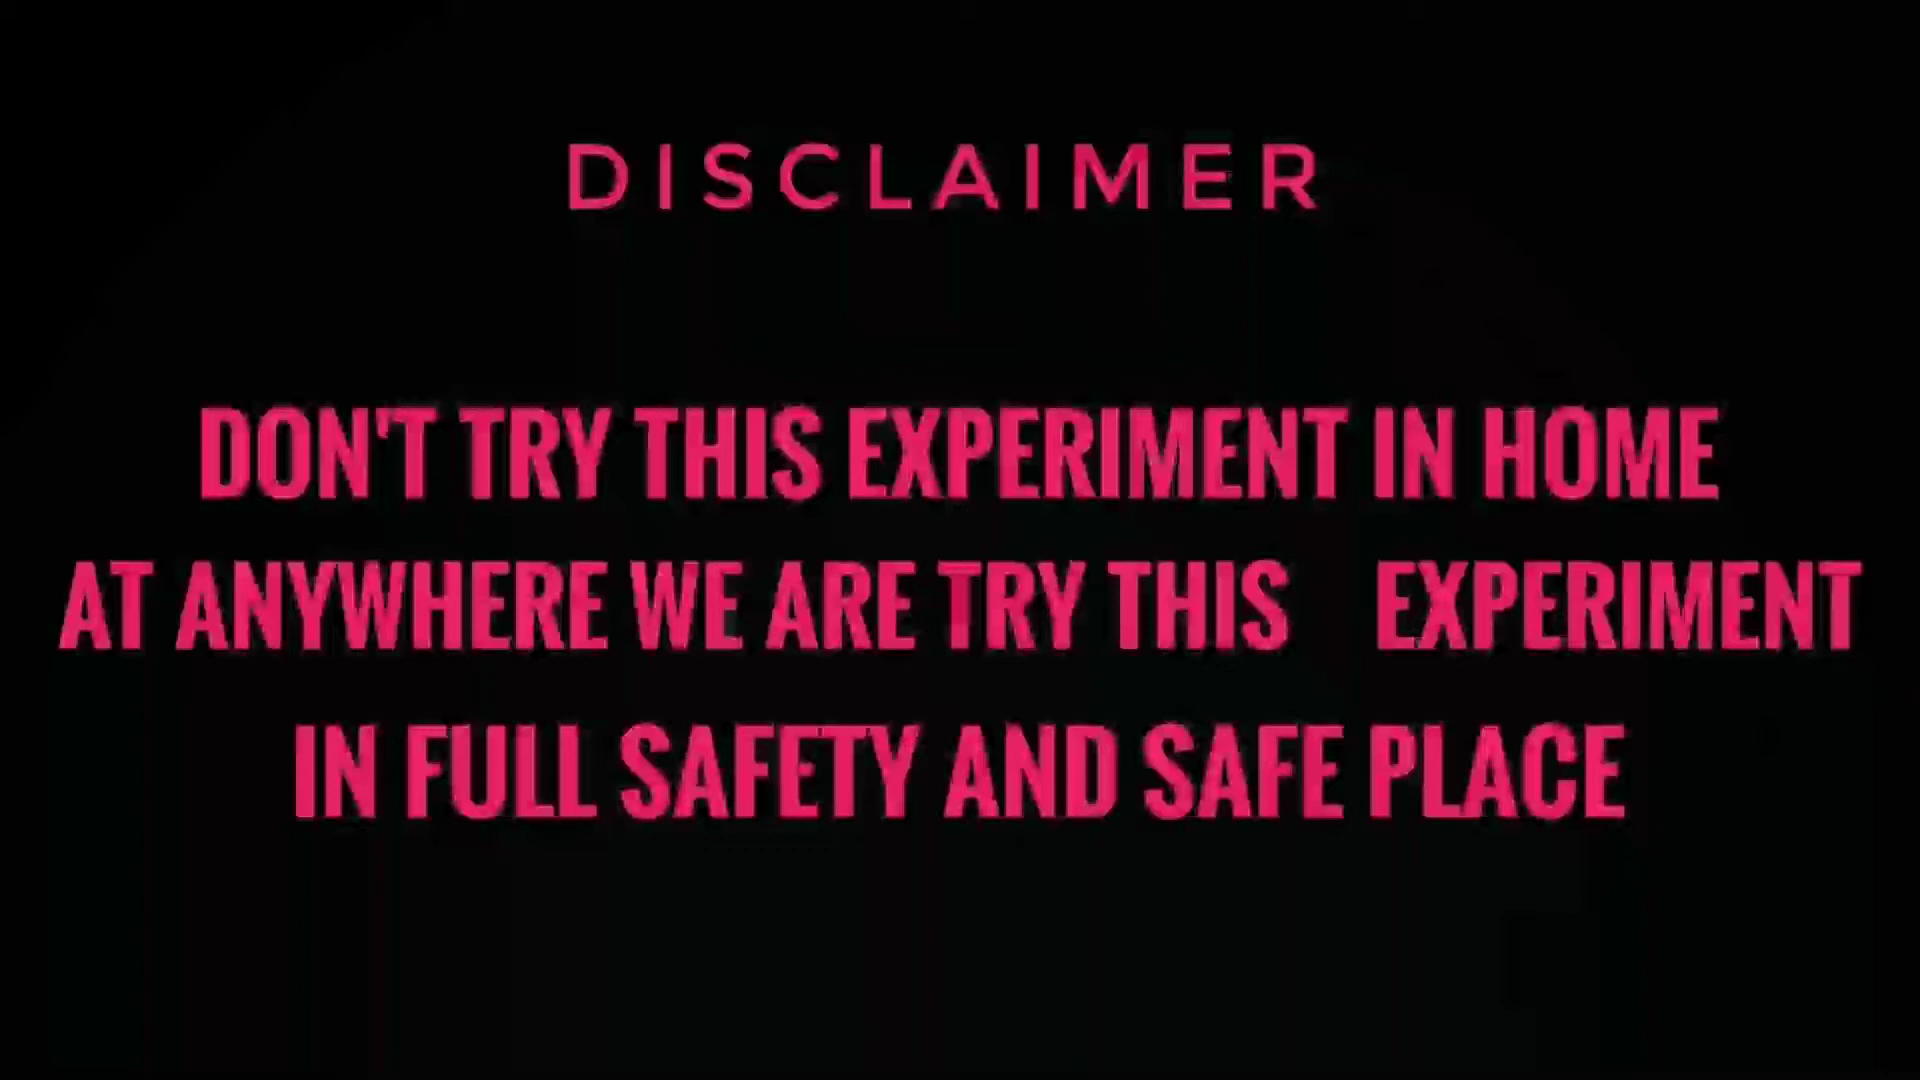 DISCLAIMER
DON'T TRY THIS EXPERIMENT IN HOME
AT ANYWHERE WE ARE TRY THIS EXPERIMENT
IN FULL SAFETY AND SAFE PLACE